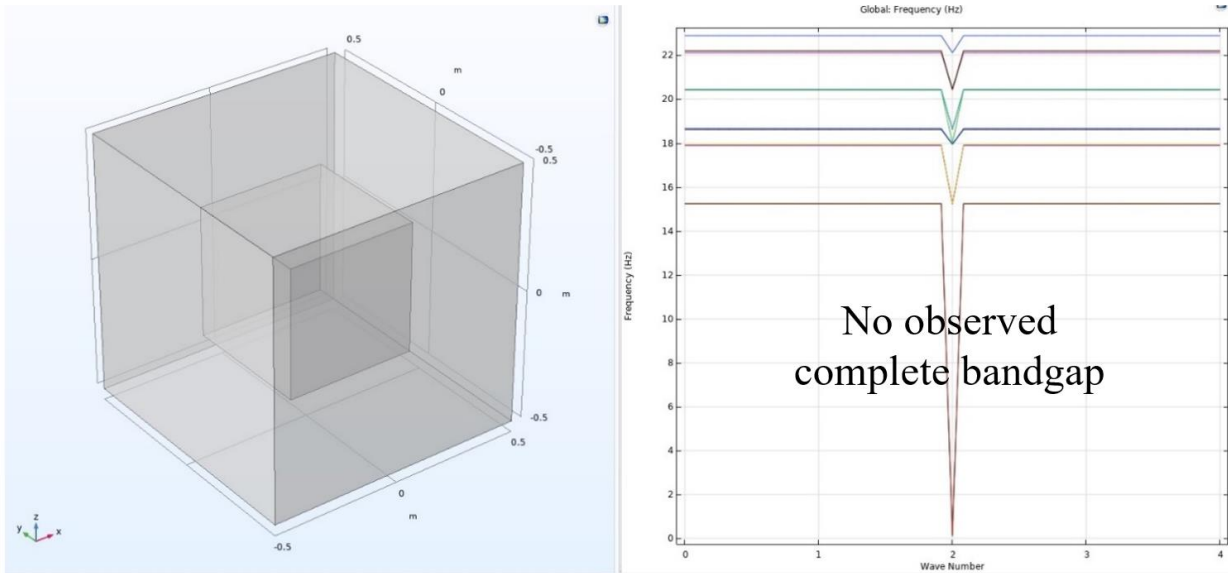 0.5
m
0
-0.5
0.5
0
m
-0.5
0.5
0
m
-0.5
z
y
x
Global: Frequency (Hz)
22
20
18
16
14
12
10
8
6
4
2
0
Frequency (Hz)
No observed
complete bandgap
0 1 2 3 4
Wave Number